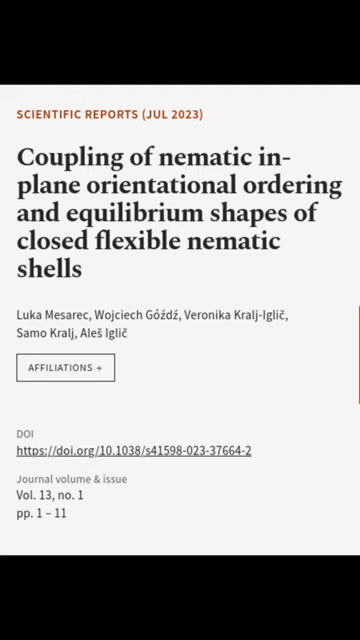 SCIENTIFIC REPORTS (JUL 2023)
Coupling of nematic in-
plane orientational ordering
and equilibrium shapes of
closed flexible nematic
shells
Luka Mesarec, Wojciech Góźdź, Veronika Kralj-Iglič,
Samo Kralj, Aleš Iglič
AFFILIATIONS +
DOI
https://doi.org/10.1038/s41598-023-37664-2
Journal volume & issue
Vol. 13, no. 1
pp. 1 – 11